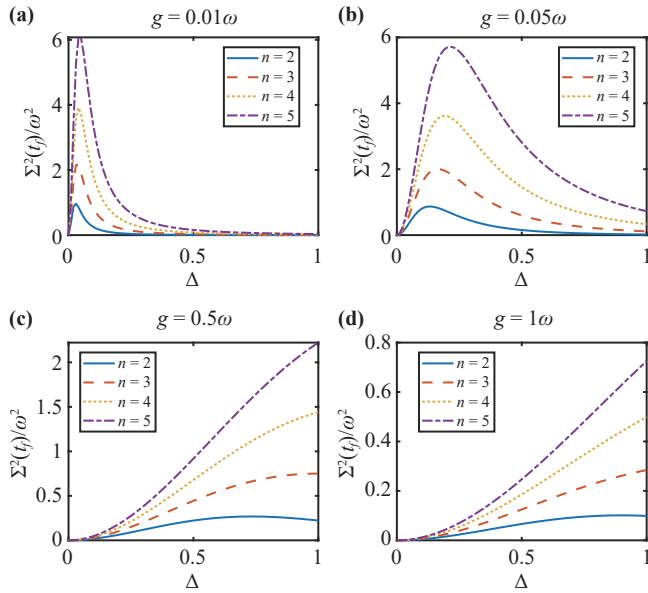 (a) g = 0.01ω
Σ²(t_f)/ω²
6
4
2
0
0 0.5 1
Δ
n = 2
n = 3
n = 4
n = 5
(b) g = 0.05ω
Σ²(t_f)/ω²
6
4
2
0
0 0.5 1
Δ
n = 2
n = 3
n = 4
n = 5
(c) g = 0.5ω
Σ²(t_f)/ω²
2
1.5
1
0.5
0
0 0.5 1
Δ
n = 2
n = 3
n = 4
n = 5
(d) g = 1ω
Σ²(t_f)/ω²
0.8
0.6
0.4
0.2
0
0 0.5 1
Δ
n = 2
n = 3
n = 4
n = 5